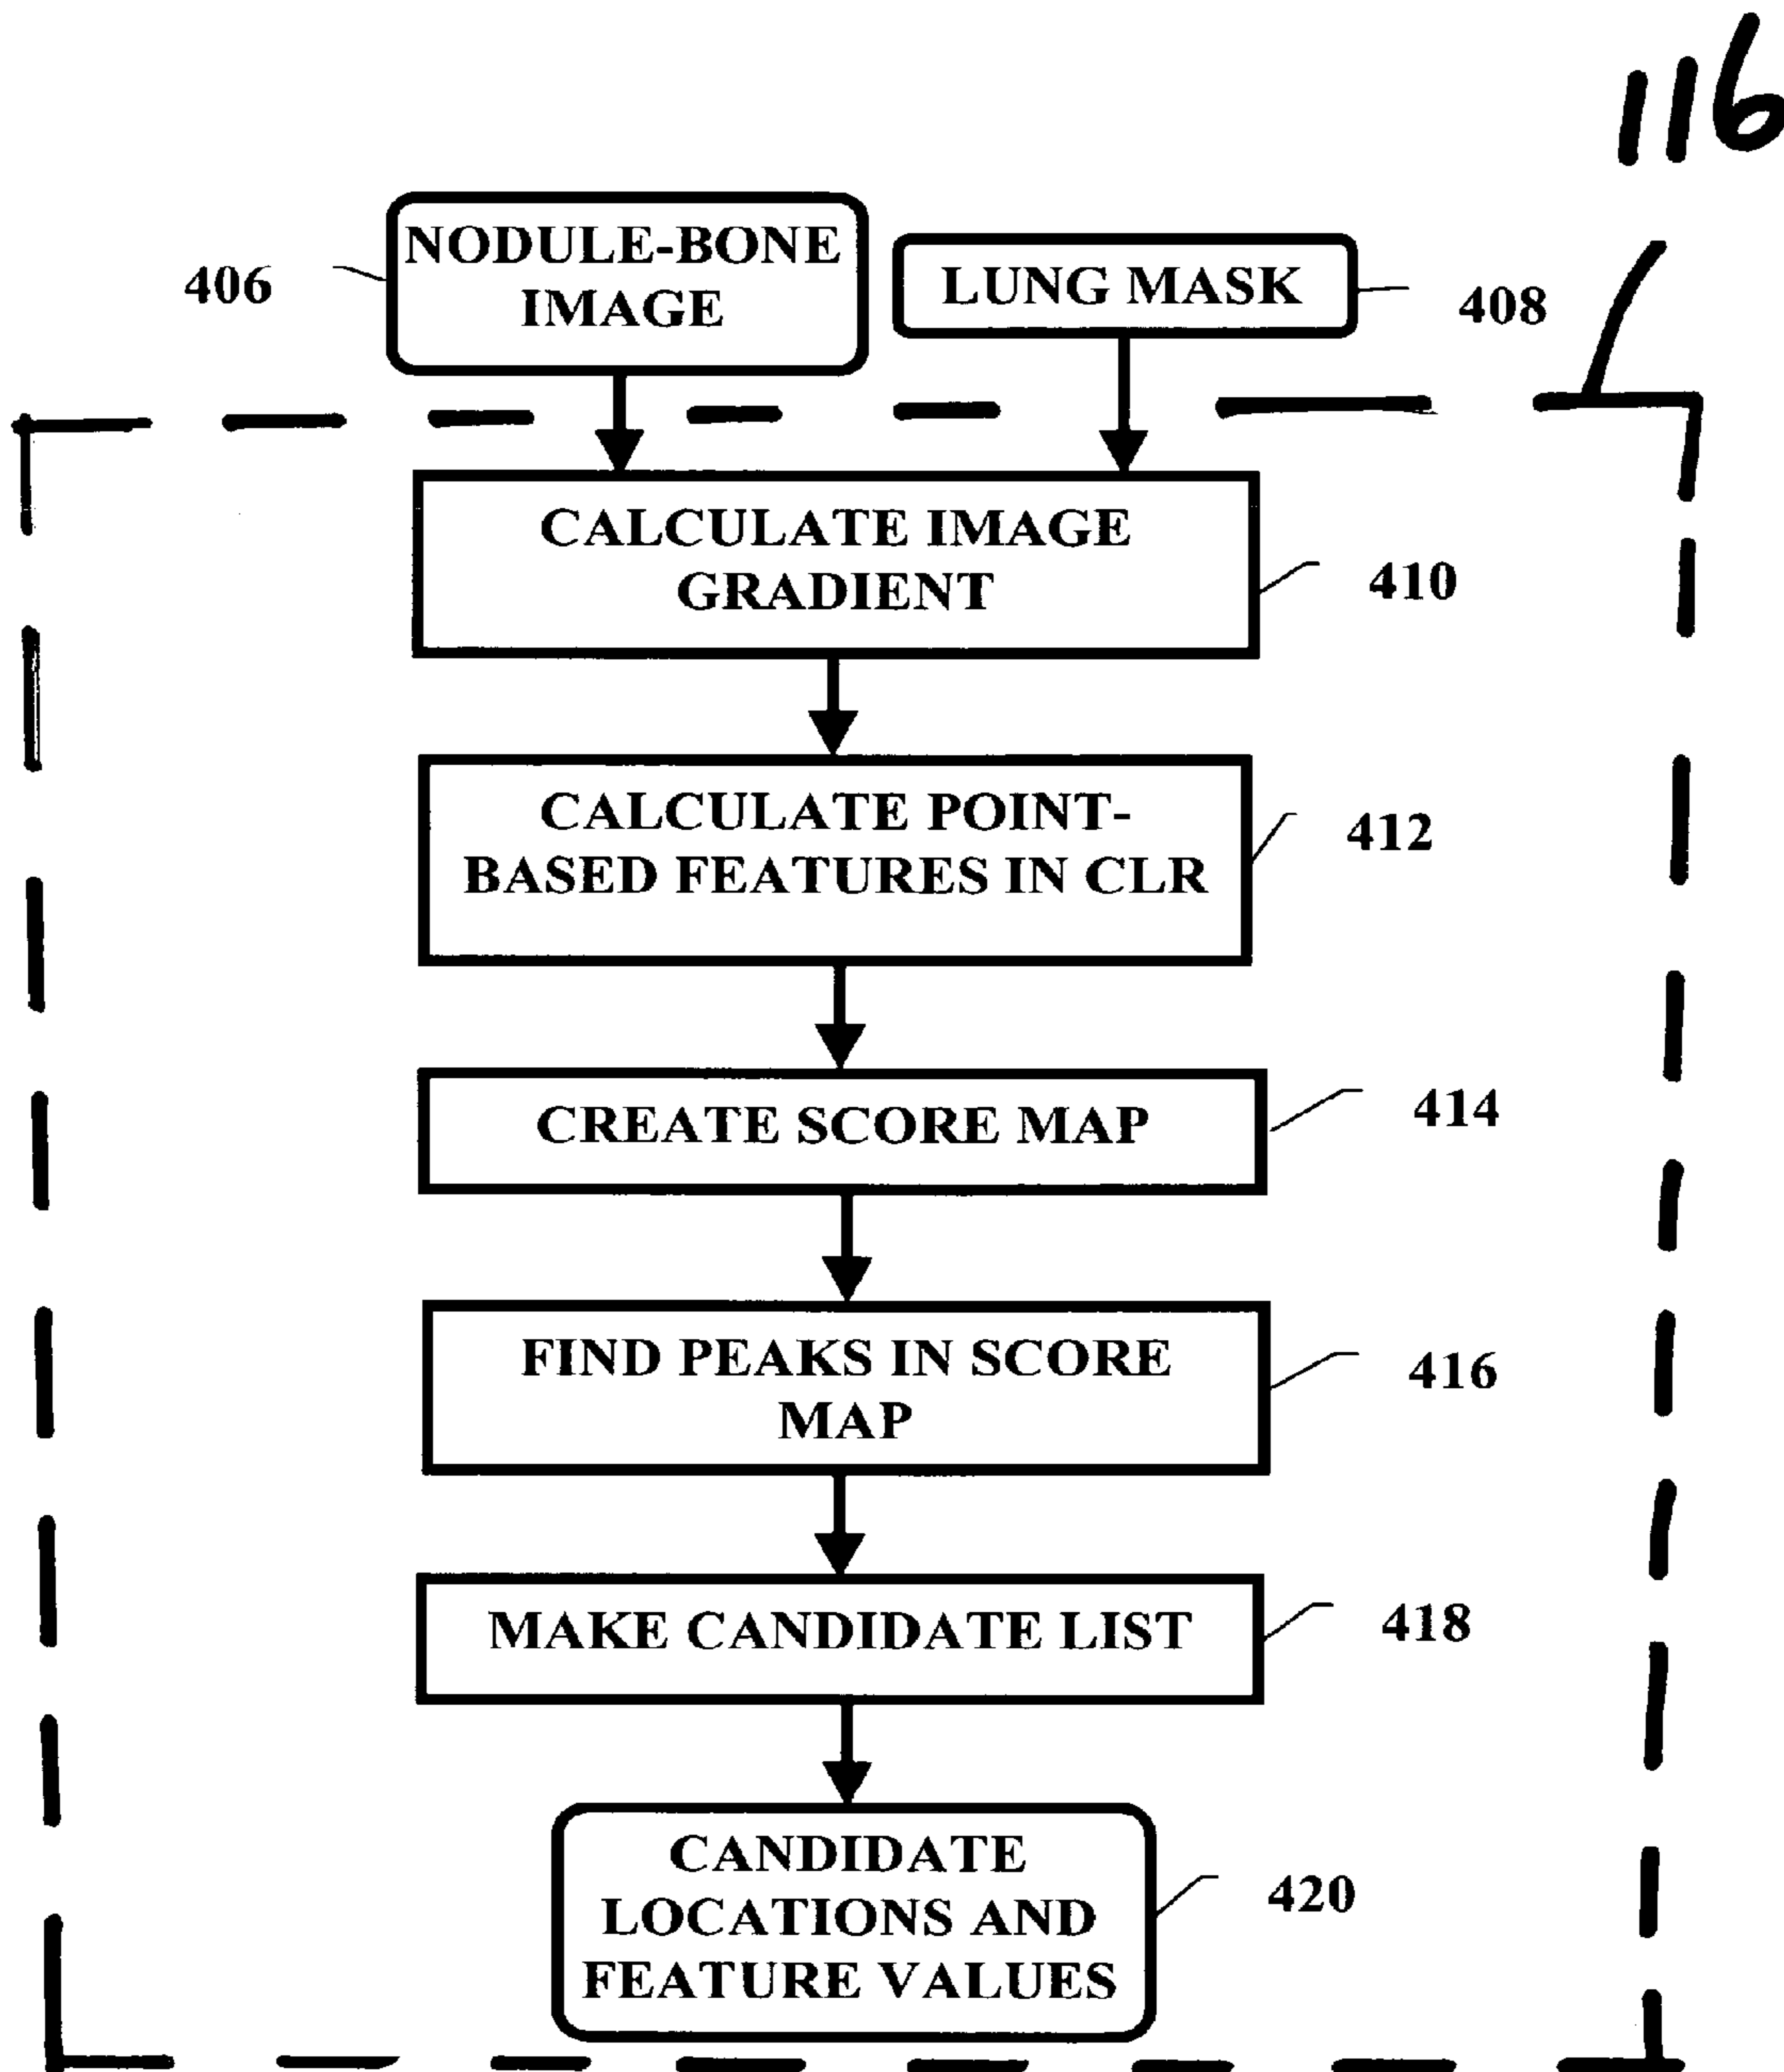 116
NODULE-BONE
IMAGE
406
LUNG MASK
408
CALCULATE IMAGE
GRADIENT
410
CALCULATE POINT-
BASED FEATURES IN CLR
412
CREATE SCORE MAP
414
FIND PEAKS IN SCORE
MAP
416
MAKE CANDIDATE LIST
418
CANDIDATE
LOCATIONS AND
FEATURE VALUES
420